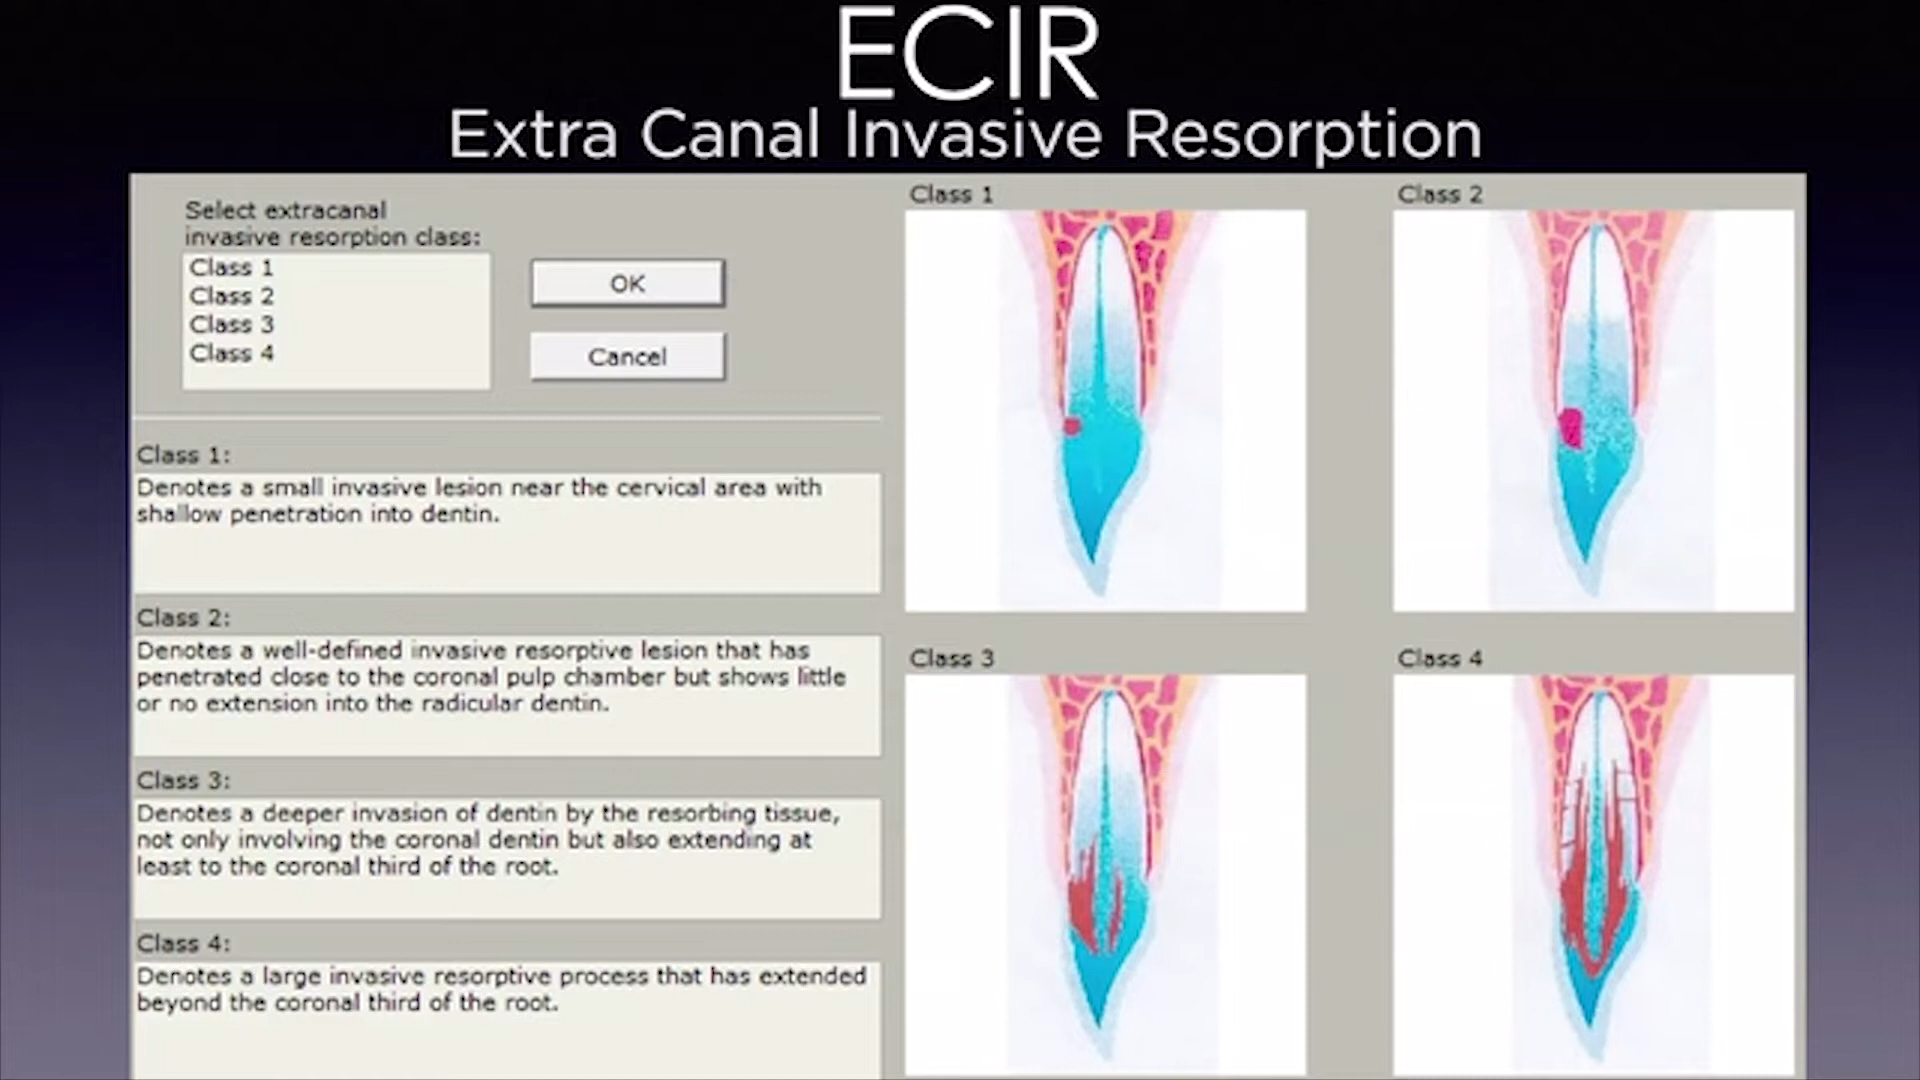 ECIR
Extra Canal Invasive Resorption
Select extracanal
invasive resorption class:
Class 1
Class 2
Class 3
Class 4
OK
Cancel
Class 1:
Denotes a small invasive lesion near the cervical area with
shallow penetration into dentin.
Class 2:
Denotes a well-defined invasive resorptive lesion that has
penetrated close to the coronal pulp chamber but shows little
or no extension into the radicular dentin.
Class 3:
Denotes a deeper invasion of dentin by the resorbing tissue,
not only involving the coronal dentin but also extending at
least to the coronal third of the root.
Class 4:
Denotes a large invasive resorptive process that has extended
beyond the coronal third of the root.
Class 1
Class 2
Class 3
Class 4